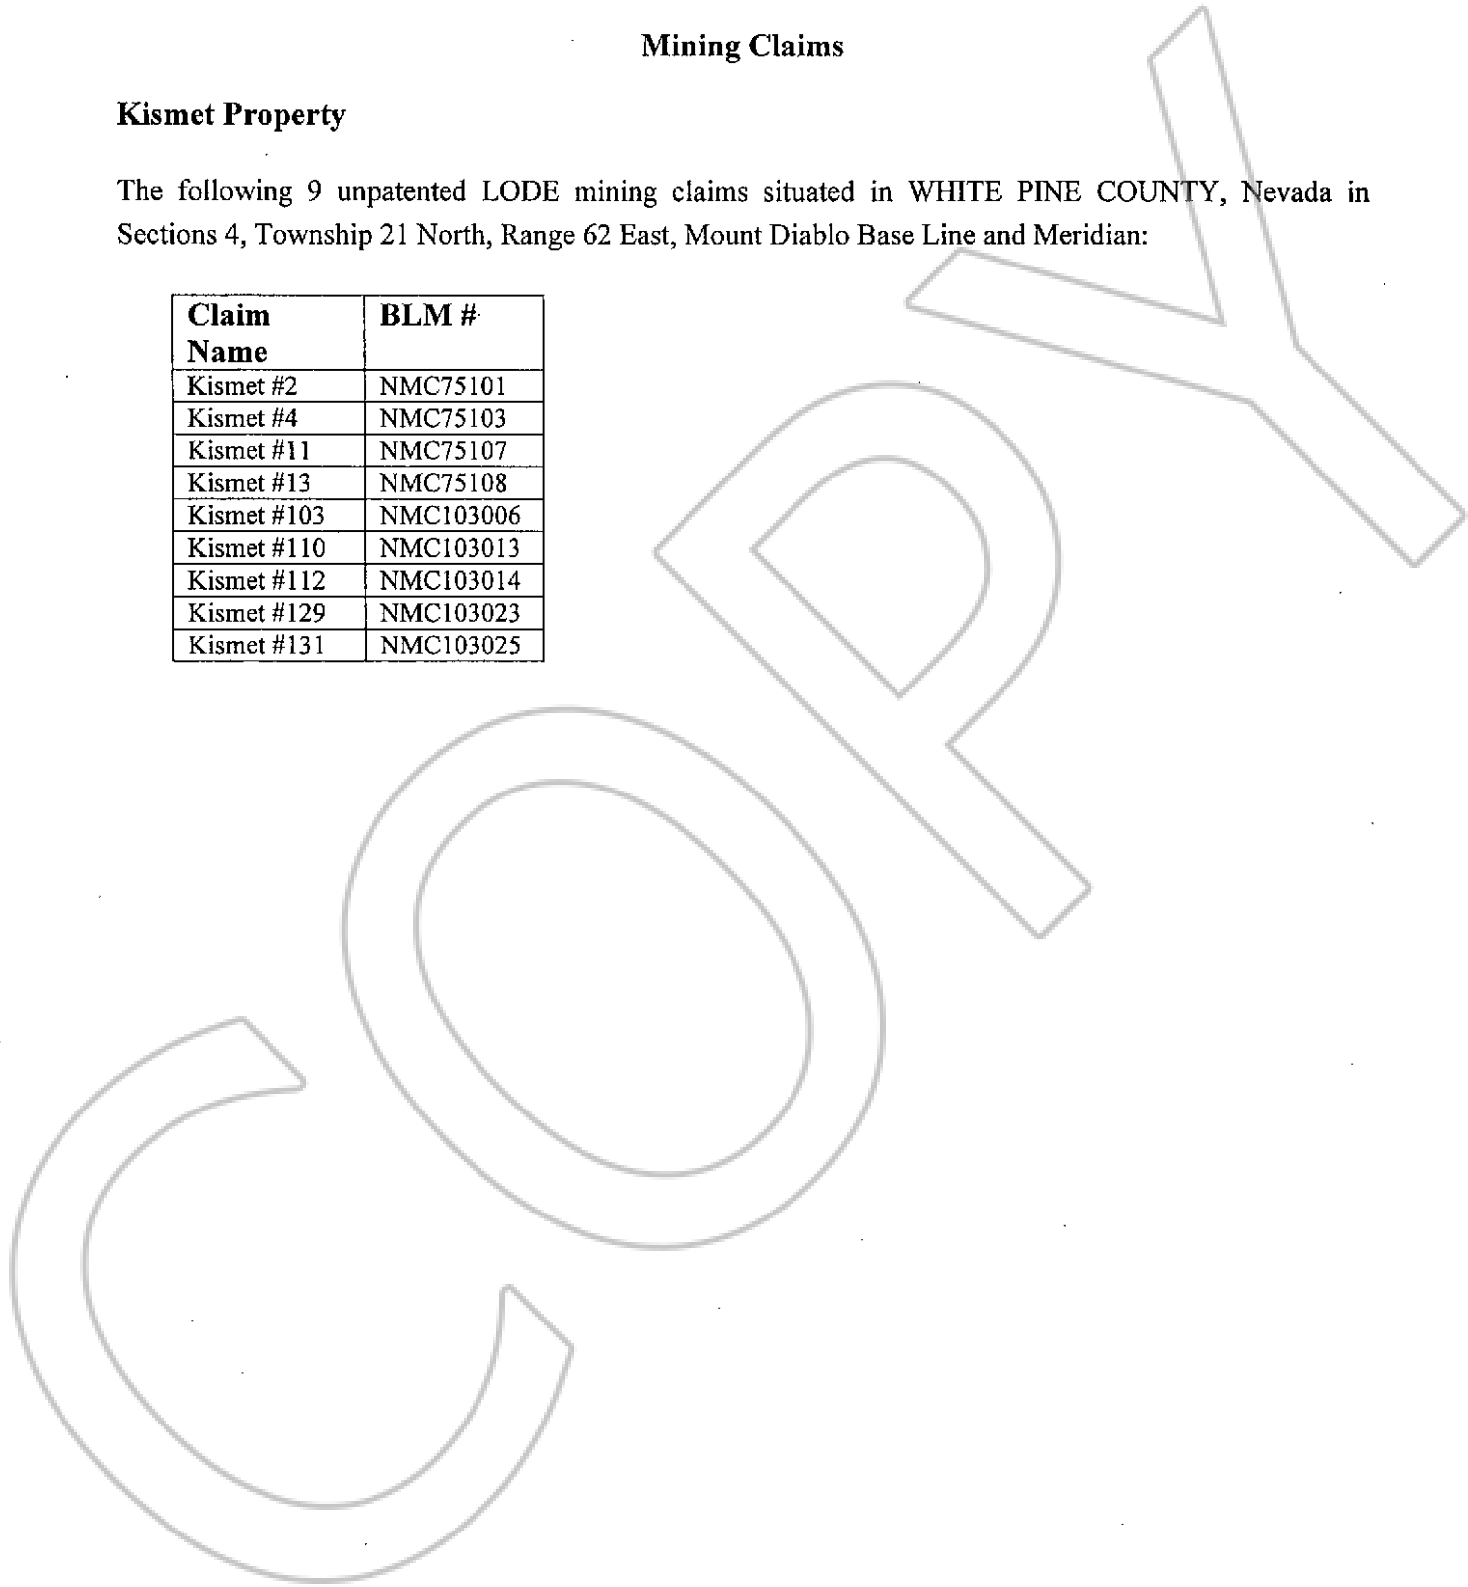 Mining Claims
Kismet Property
The following 9 unpatented LODE mining claims situated in WHITE PINE COUNTY, Nevada in
Sections 4, Township 21 North, Range 62 East, Mount Diablo Base Line and Meridian:
Claim Name BLM #
Kismet #2 NMC75101
Kismet #4 NMC75103
Kismet #11 NMC75107
Kismet #13 NMC75108
Kismet #103 NMC103006
Kismet #110 NMC103013
Kismet #112 NMC103014
Kismet #129 NMC103023
Kismet #131 NMC103025
COPY